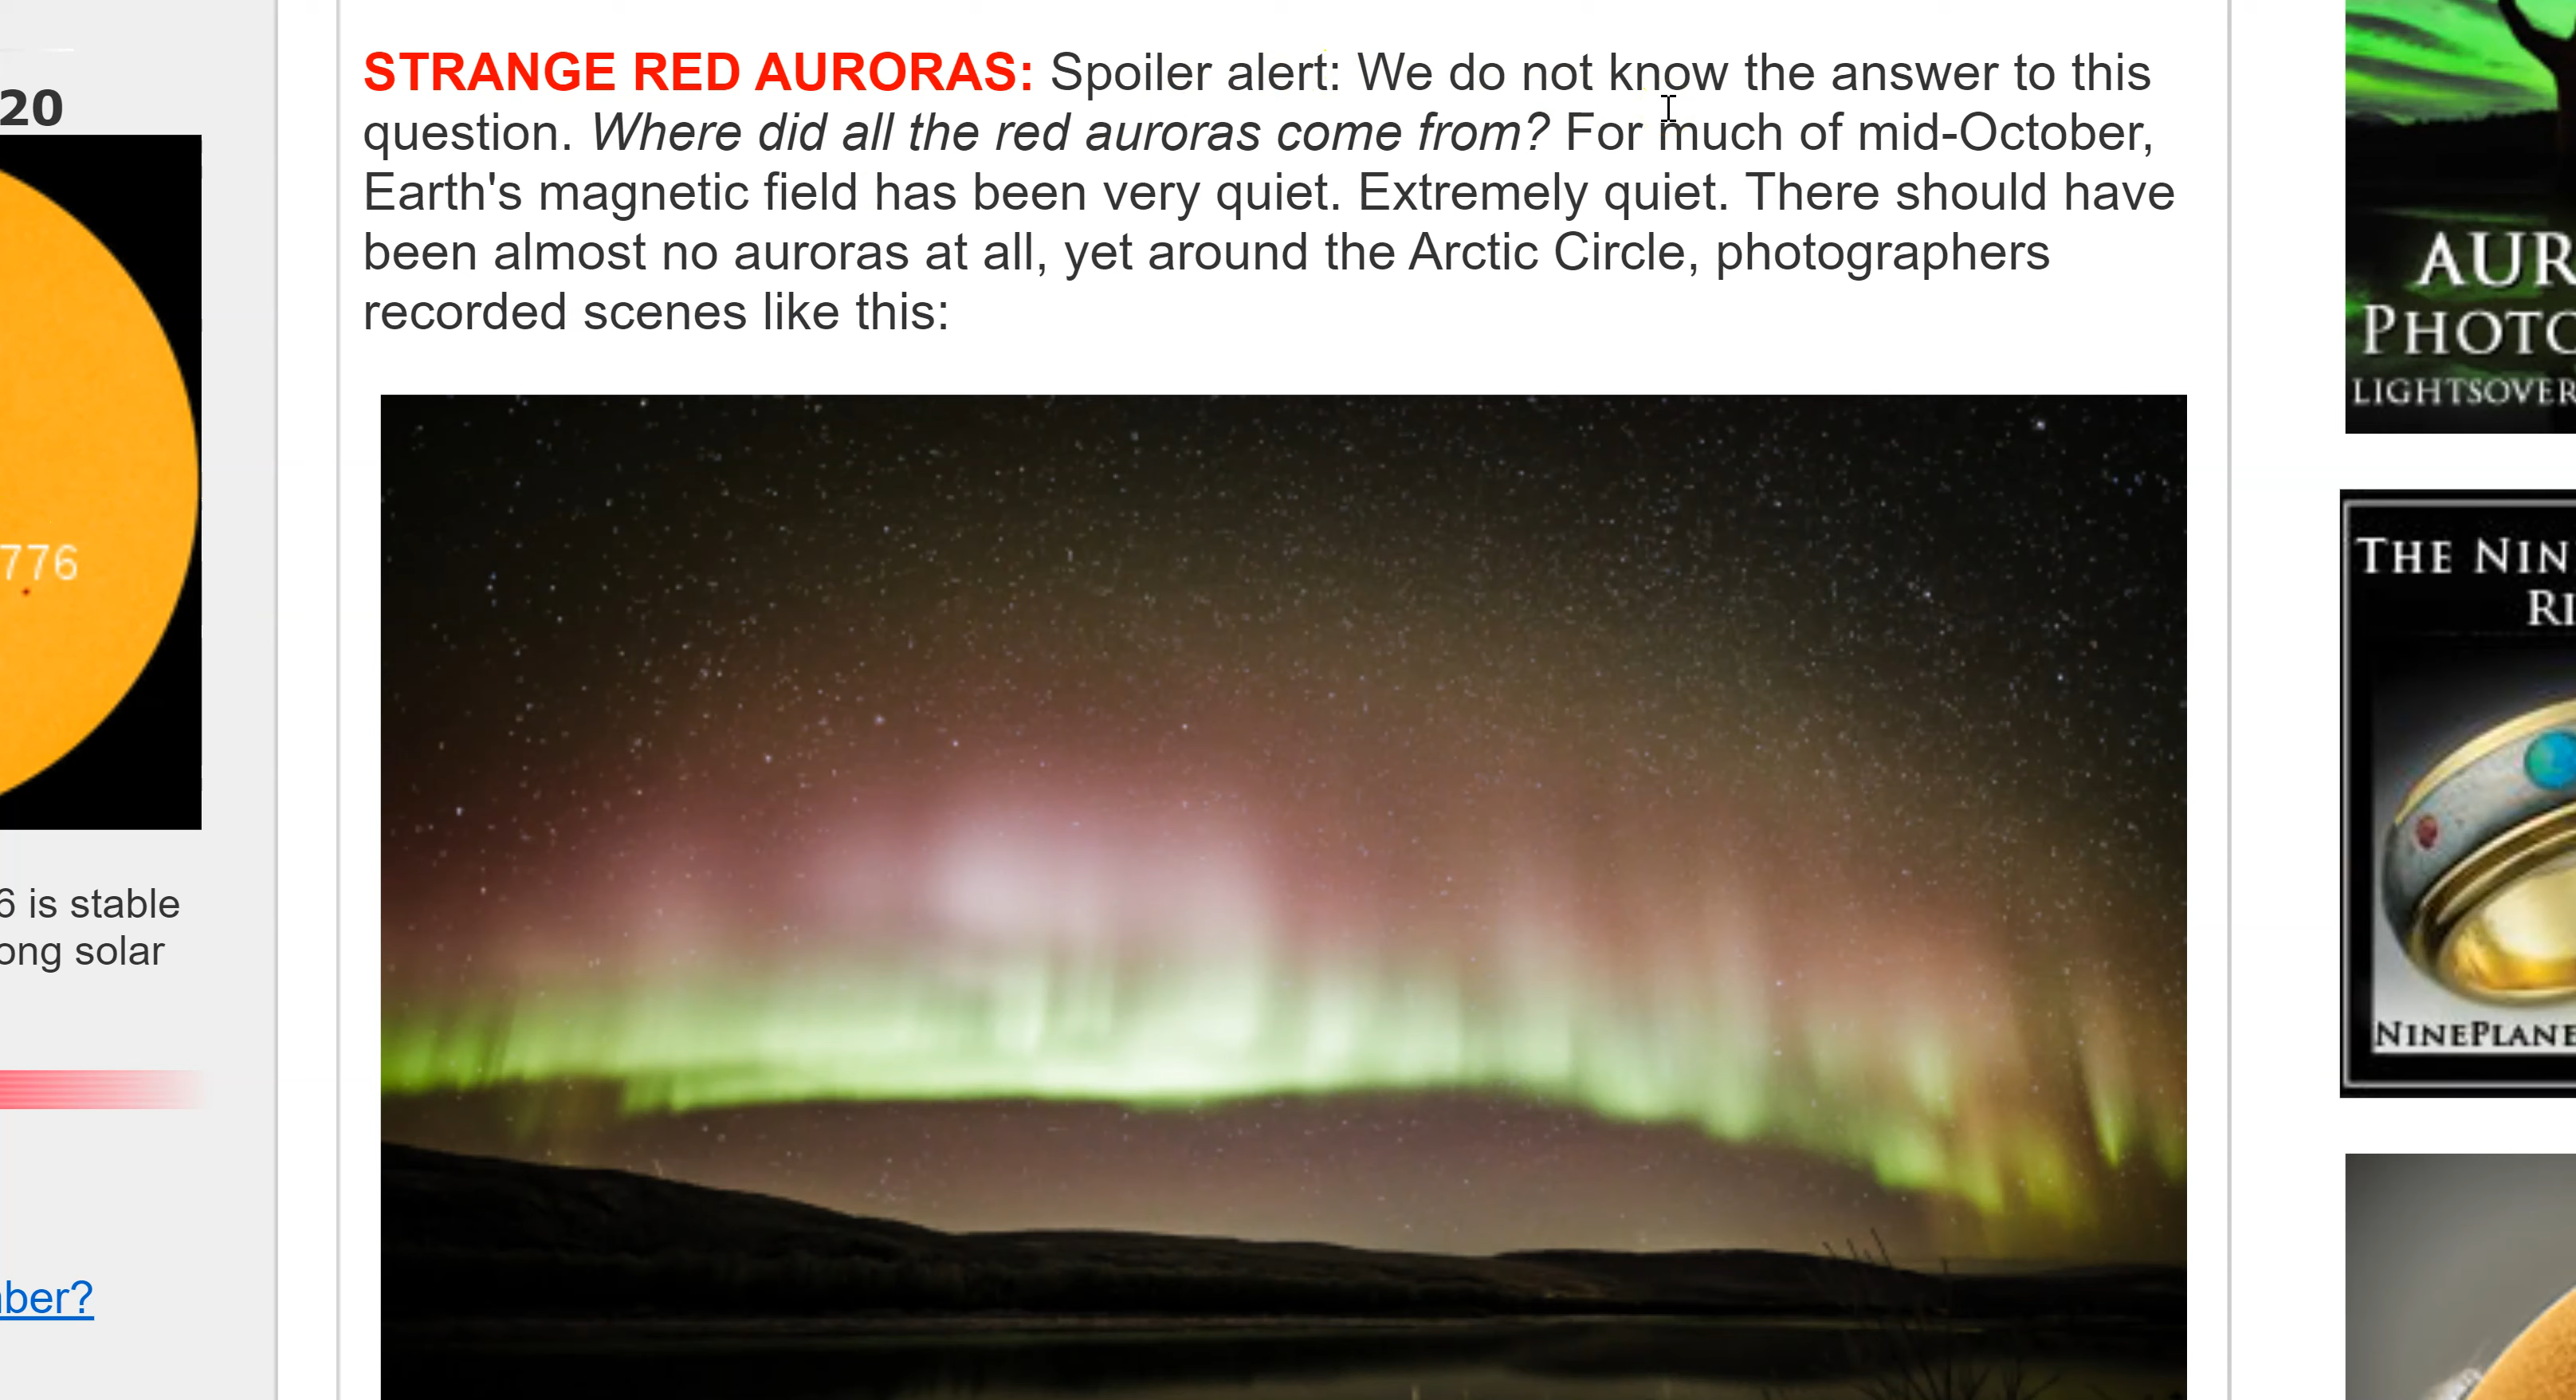 20
776
6 is stable
ong solar
ber?
STRANGE RED AURORAS: Spoiler alert: We do not know the answer to this
question. Where did all the red auroras come from? For much of mid-October,
Earth's magnetic field has been very quiet. Extremely quiet. There should have
been almost no auroras at all, yet around the Arctic Circle, photographers
recorded scenes like this:
AUR
PHOTO
LIGHTSOVER
THE NIN
RI
NINEPLANE